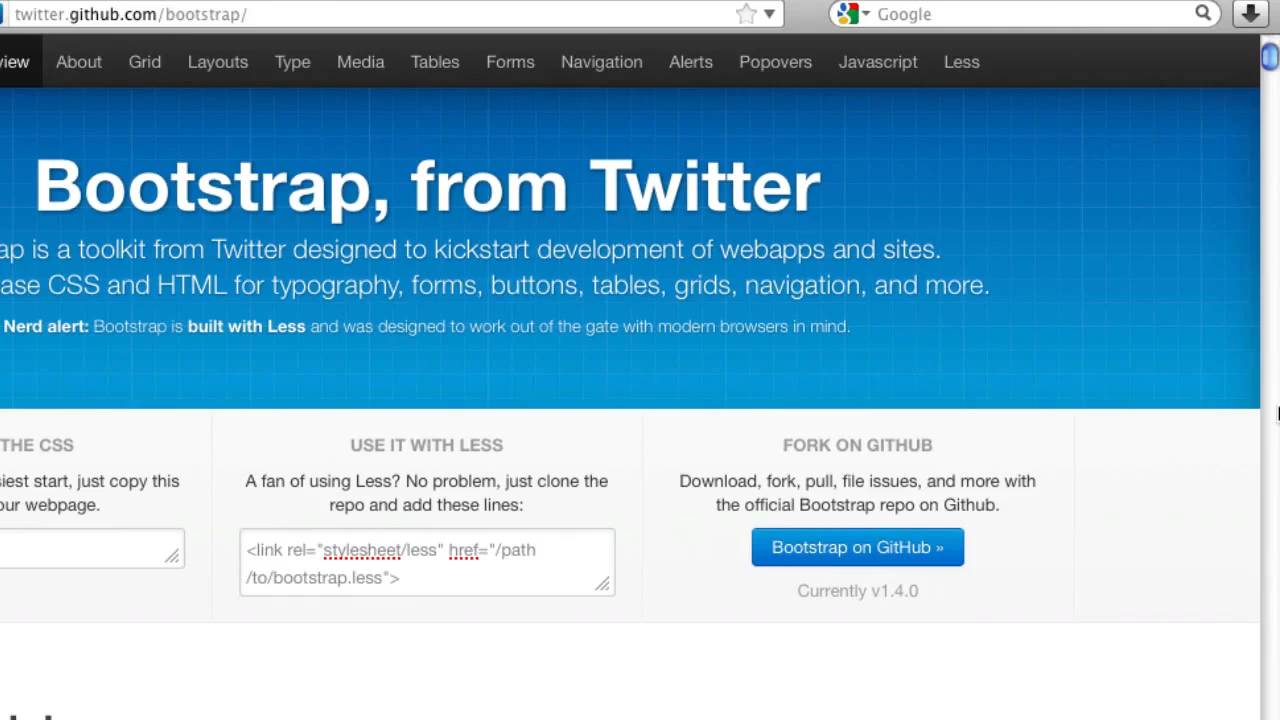 twitter.github.com/bootstrap/
Google
view About Grid Layouts Type Media Tables Forms Navigation Alerts Popovers Javascript Less
Bootstrap, from Twitter
ap is a toolkit from Twitter designed to kickstart development of webapps and sites.
ase CSS and HTML for typography, forms, buttons, tables, grids, navigation, and more.
Nerd alert: Bootstrap is built with Less and was designed to work out of the gate with modern browsers in mind.
THE CSS
siest start, just copy this
our webpage.
USE IT WITH LESS
A fan of using Less? No problem, just clone the
repo and add these lines:
<link rel="stylesheet/less" href="/path
/to/bootstrap.less">
FORK ON GITHUB
Download, fork, pull, file issues, and more with
the official Bootstrap repo on Github.
Bootstrap on GitHub »
Currently v1.4.0